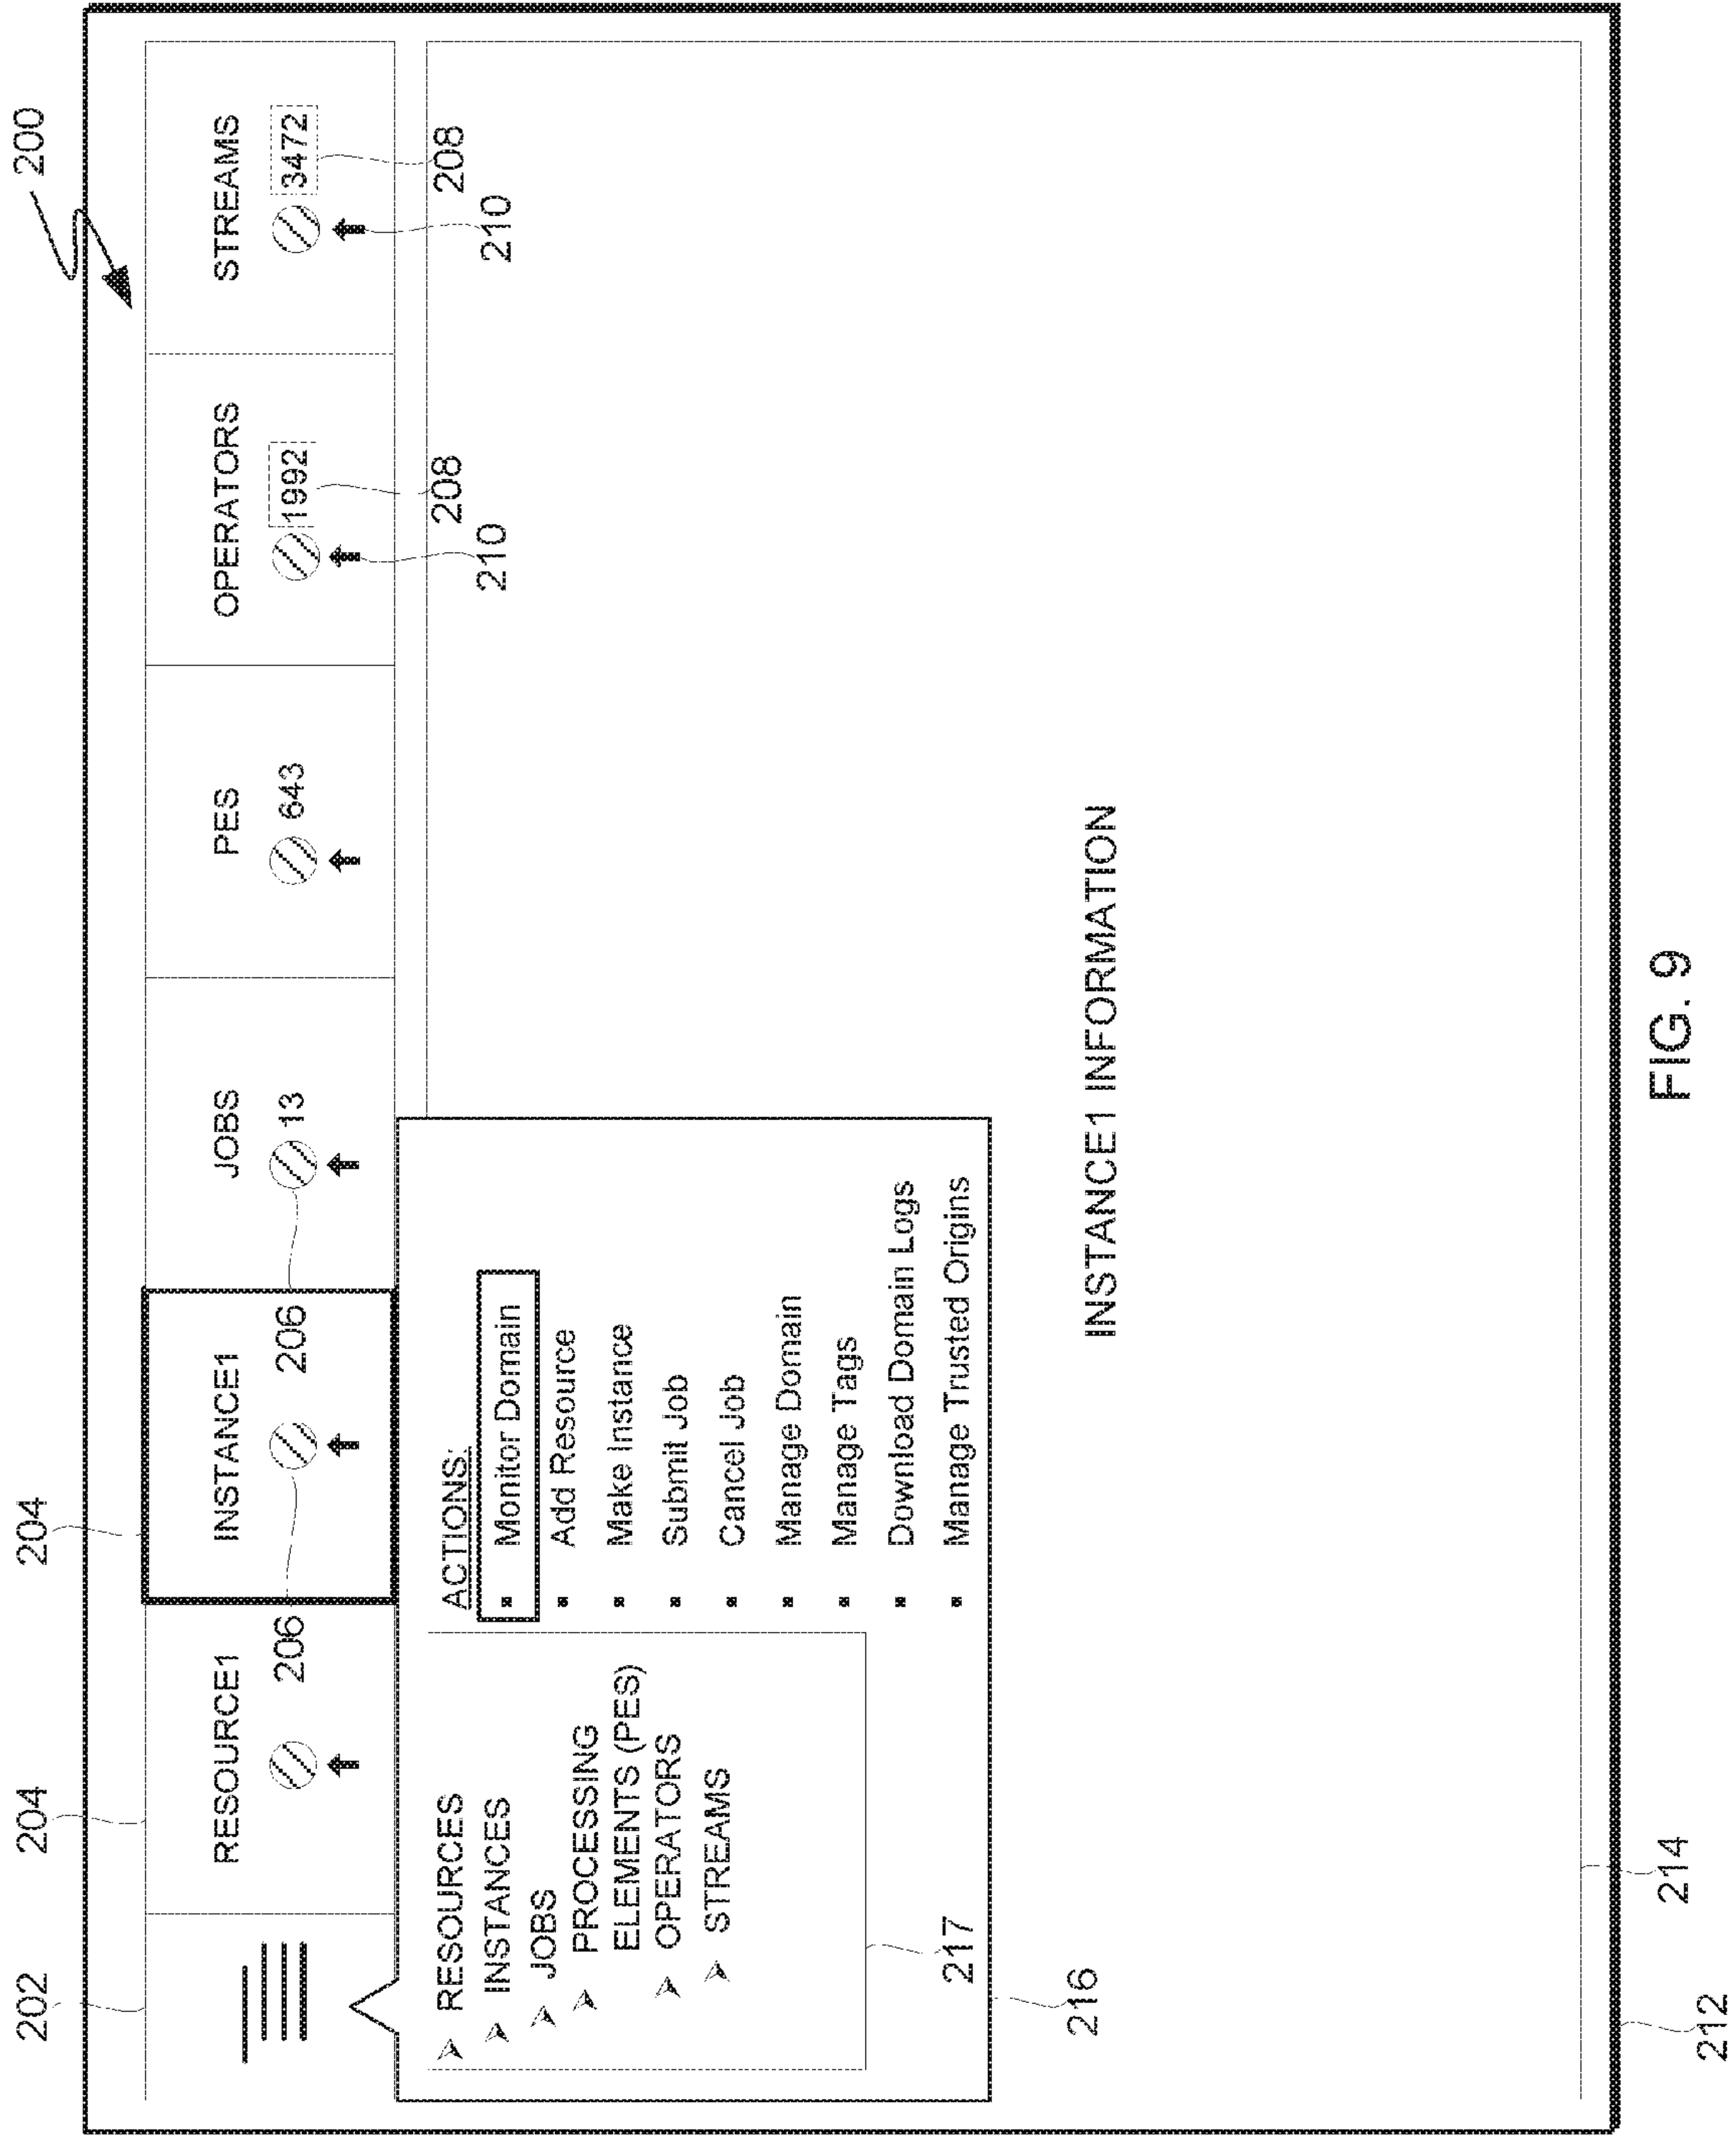 200
202
204
204
RESOURCE1
INSTANCE1
JOBS
PES
OPERATORS
STREAMS
206
206
13
643
1992
3472
208
208
210
210
RESOURCES
INSTANCES
JOBS
PROCESSING
ELEMENTS (PES)
OPERATORS
STREAMS
217
ACTIONS:
Monitor Domain
Add Resource
Make Instance
Submit Job
Cancel Job
Manage Domain
Manage Tags
Download Domain Logs
Manage Trusted Origins
216
INSTANCE1 INFORMATION
214
212
FIG. 9